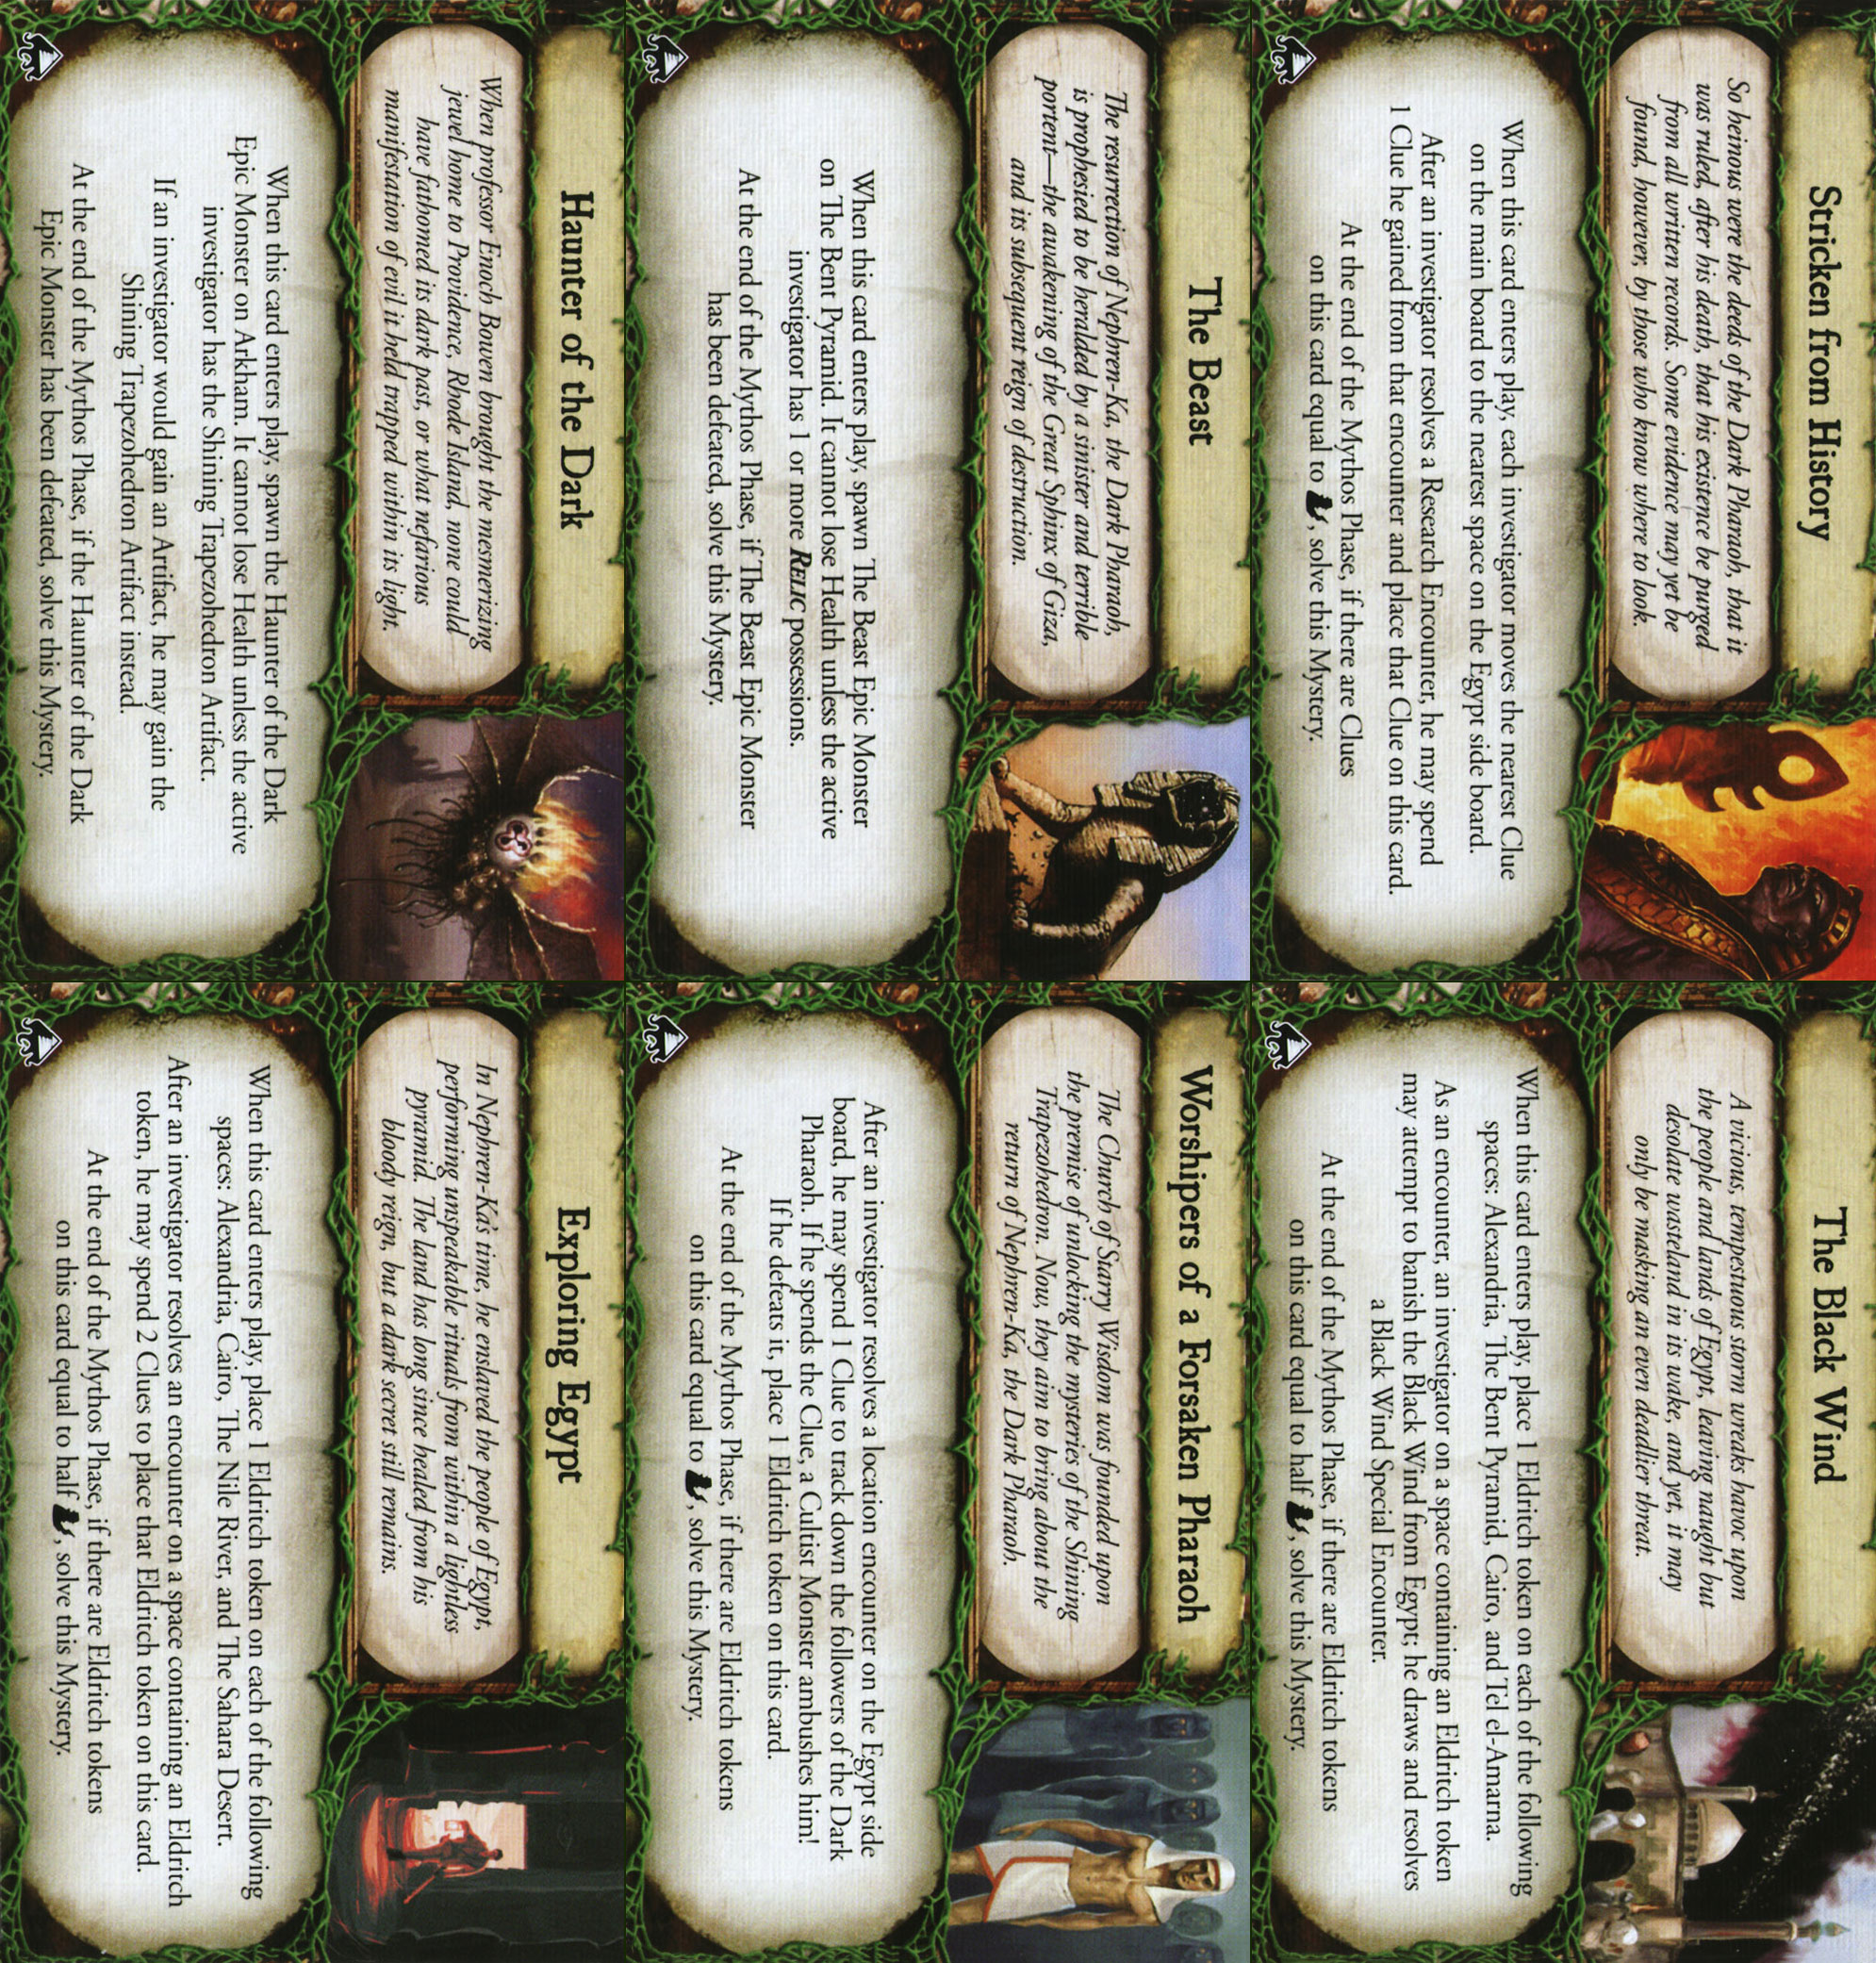 Stricken from History
So heinous were the deeds of the Dark Pharaoh, that it
was ruled, after his death, that his existence be purged
from all written records. Some evidence may yet be
found, however, by those who know where to look.
When this card enters play, each investigator moves the nearest Clue
on the main board to the nearest space on the Egypt side board.
After an investigator resolves a Research Encounter, he may spend
1 Clue he gained from that encounter and place that Clue on this card.
At the end of the Mythos Phase, if there are Clues
on this card equal to , solve this Mystery.
The Black Wind
A vicious, tempestuous storm wreaks havoc upon
the people and lands of Egypt, leaving naught but
desolate wasteland in its wake, and yet, it may
only be masking an even deadlier threat.
When this card enters play, place 1 Eldritch token on each of the following
spaces: Alexandria, The Bent Pyramid, Cairo, and Tel el-Amarna.
As an encounter, an investigator on a space containing an Eldritch token
may attempt to banish the Black Wind from Egypt; he draws and resolves
a Black Wind Special Encounter.
At the end of the Mythos Phase, if there are Eldritch tokens
on this card equal to half , solve this Mystery.
The Beast
The resurrection of Nephren-Ka, the Dark Pharaoh,
is prophesied to be heralded by a sinister and terrible
portent—the awakening of the Great Sphinx of Giza,
and its subsequent reign of destruction.
When this card enters play, spawn The Beast Epic Monster
on The Bent Pyramid. It cannot lose Health unless the active
investigator has 1 or more RELIC possessions.
At the end of the Mythos Phase, if The Beast Epic Monster
has been defeated, solve this Mystery.
Worshipers of a Forsaken Pharaoh
The Church of Starry Wisdom was founded upon
the premise of unlocking the mysteries of the Shining
Trapezohedron. Now, they aim to bring about the
return of Nephren-Ka, the Dark Pharaoh.
After an investigator resolves a location encounter on the Egypt side
board, he may spend 1 Clue to track down the followers of the Dark
Pharaoh. If he spends the Clue, a Cultist Monster ambushes him!
If he defeats it, place 1 Eldritch token on this card.
At the end of the Mythos Phase, if there are Eldritch tokens
on this card equal to , solve this Mystery.
Haunter of the Dark
When professor Enoch Bowen brought the mesmerizing
jewel home to Providence, Rhode Island, none could
have fathomed its dark past, or what nefarious
manifestation of evil it held trapped within its light.
When this card enters play, spawn the Haunter of the Dark
Epic Monster on Arkham. It cannot lose Health unless the active
investigator has the Shining Trapezohedron Artifact.
If an investigator would gain an Artifact, he may gain the
Shining Trapezohedron Artifact instead.
At the end of the Mythos Phase, if the Haunter of the Dark
Epic Monster has been defeated, solve this Mystery.
Exploring Egypt
In Nephren-Ka's time, he enslaved the people of Egypt,
performing unspeakable rituals from within a lightless
pyramid. The land has long since healed from his
bloody reign, but a dark secret still remains.
When this card enters play, place 1 Eldritch token on each of the following
spaces: Alexandria, Cairo, The Nile River, and The Sahara Desert.
After an investigator resolves an encounter on a space containing an Eldritch
token, he may spend 2 Clues to place that Eldritch token on this card.
At the end of the Mythos Phase, if there are Eldritch tokens
on this card equal to half , solve this Mystery.